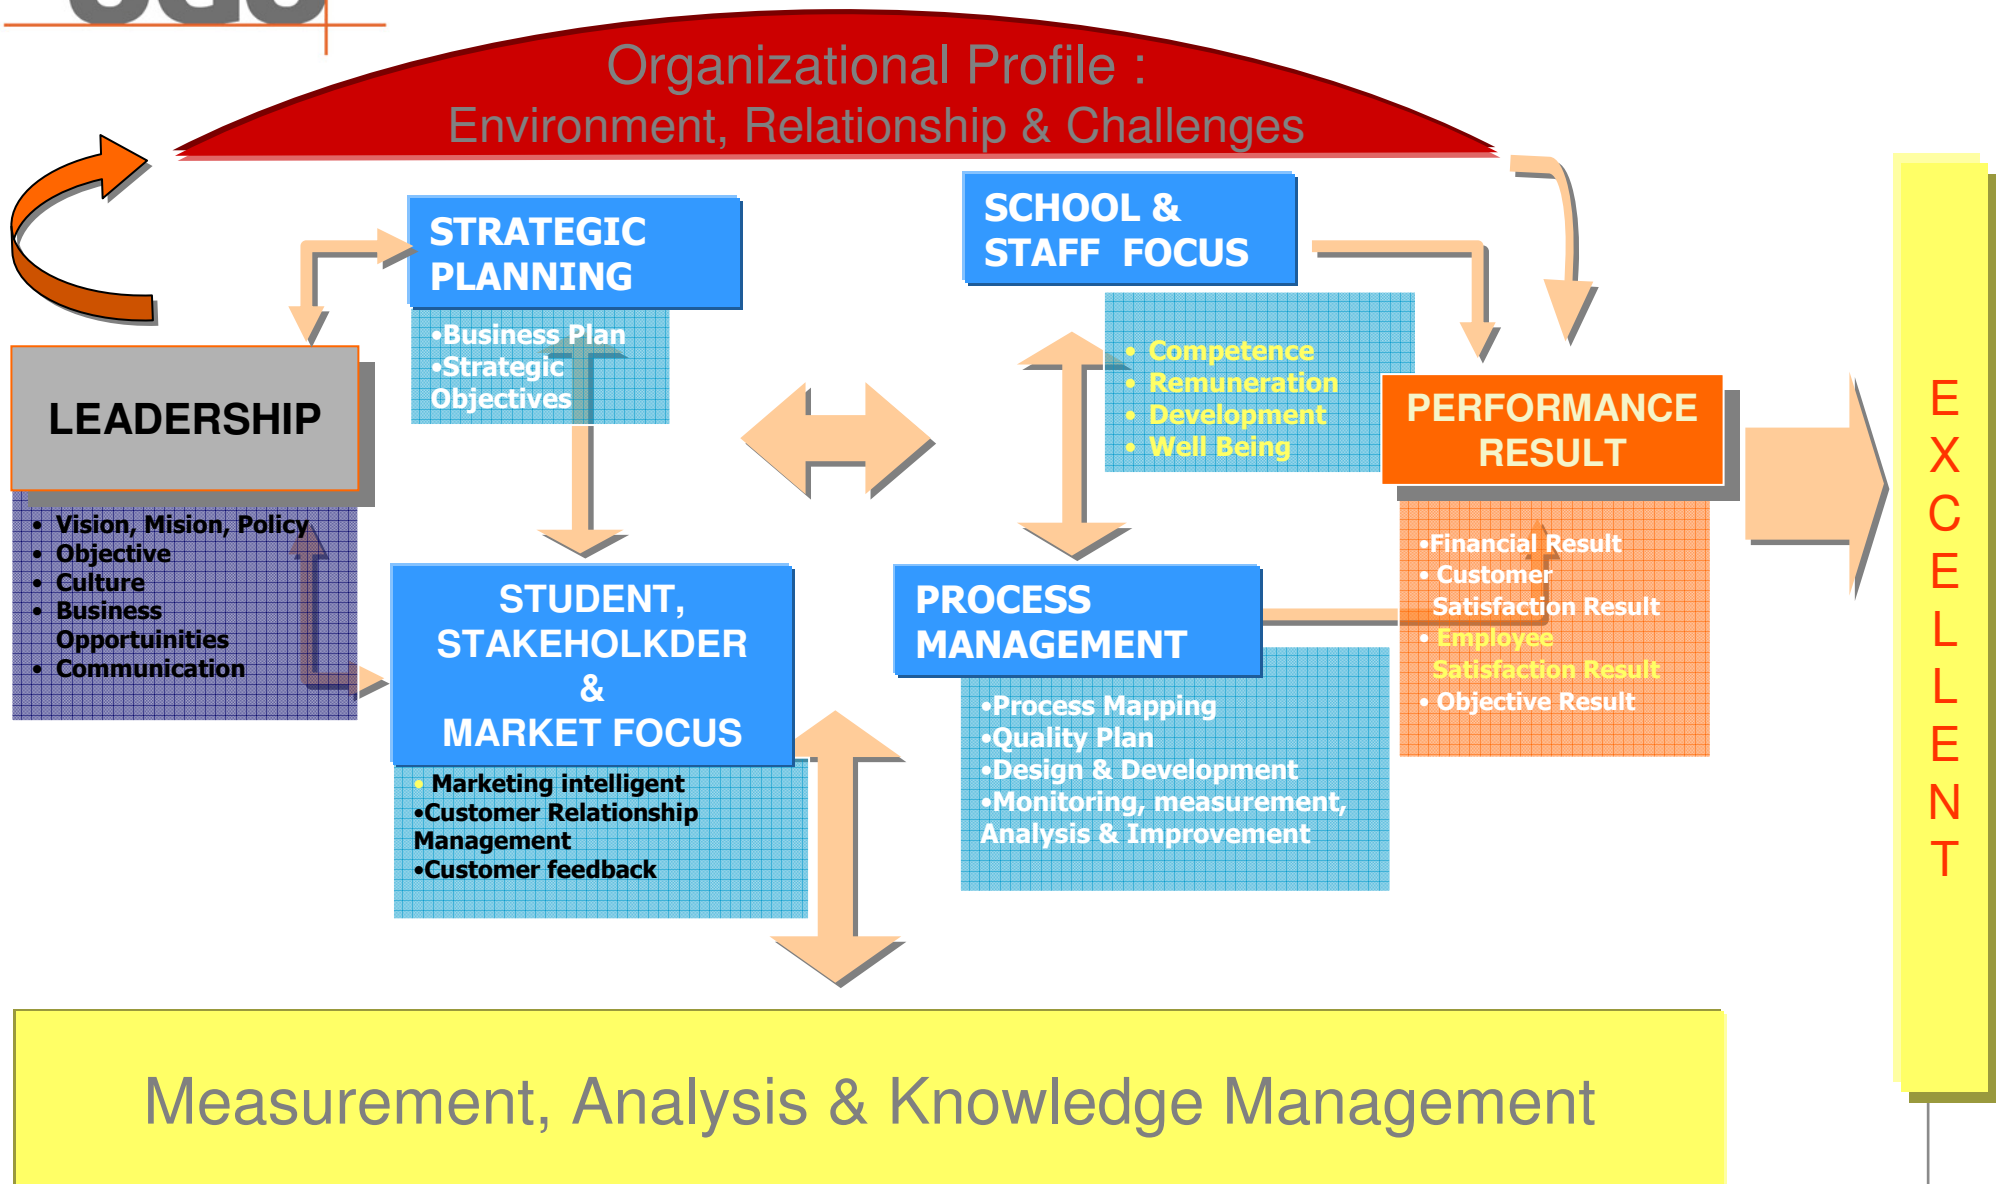 Organizational Profile :
Environment, Relationship & Challenges
STRATEGIC
PLANNING
•Business Plan
•Strategic
Objectives
SCHOOL &
STAFF FOCUS
• Competence
• Remuneration
• Development
• Well Being
LEADERSHIP
• Vision, Mision, Policy
• Objective
• Culture
• Business
Opportuinities
• Communication
PERFORMANCE
RESULT
•Financial Result
• Customer
Satisfaction Result
• Employee
Satisfaction Result
• Objective Result
STUDENT,
STAKEHOLKDER
&
MARKET FOCUS
• Marketing intelligent
•Customer Relationship
Management
•Customer feedback
PROCESS
MANAGEMENT
•Process Mapping
•Quality Plan
•Design & Development
•Monitoring, measurement,
Analysis & Improvement
E
X
C
E
L
L
E
N
T
Measurement, Analysis & Knowledge Management